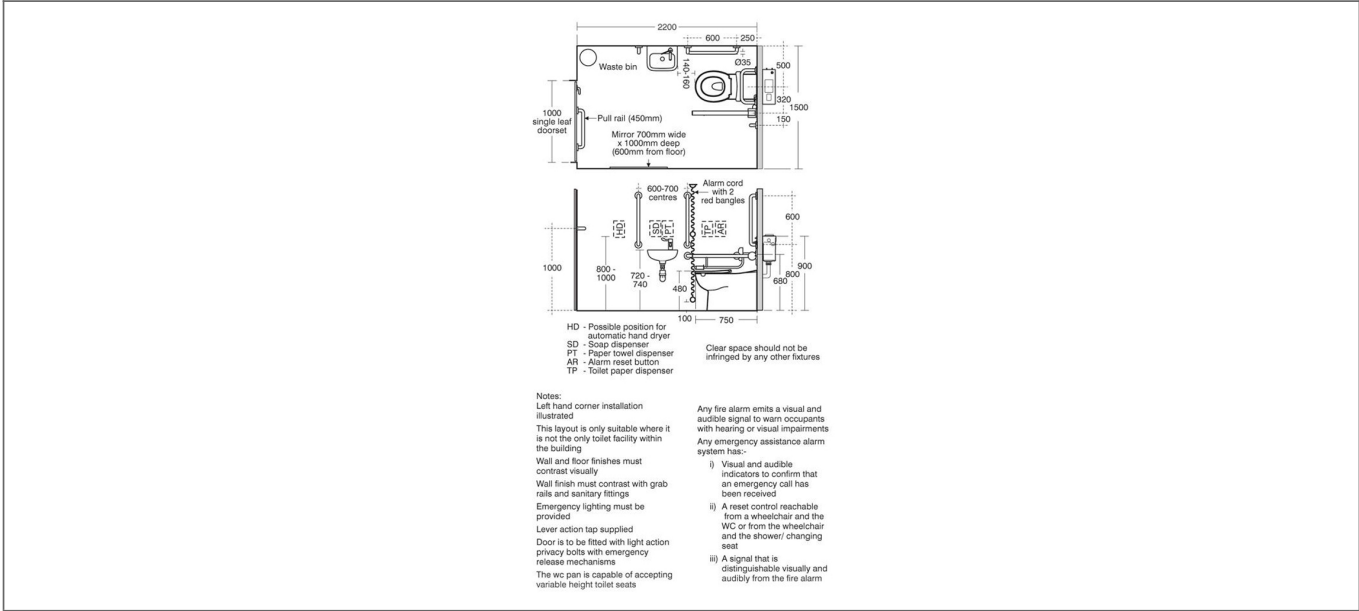 2200
600
250
Waste bin
140-160
Ø35
500
320
1500
150
1000
single leaf
doorset
Pull rail (450mm)
Mirror 700mm wide
x 1000mm deep
(600mm from floor)
600-700
centres
Alarm cord
with 2
red bangles
HD
SD
PT
TP
AR
600
1000
800 -
1000
720 -
740
480
680
800
900
100
750
HD - Possible position for
automatic hand dryer
SD - Soap dispenser
PT - Paper towel dispenser
AR - Alarm reset button
TP - Toilet paper dispenser
Clear space should not be
infringed by any other fixtures
Notes:
Left hand corner installation
illustrated
This layout is only suitable where it
is not the only toilet facility within
the building
Wall and floor finishes must
contrast visually
Wall finish must contrast with grab
rails and sanitary fittings
Emergency lighting must be
provided
Lever action tap supplied
Door is to be fitted with light action
privacy bolts with emergency
release mechanisms
The wc pan is capable of accepting
variable height toilet seats
Any fire alarm emits a visual and
audible signal to warn occupants
with hearing or visual impairments
Any emergency assistance alarm
system has:-
i) Visual and audible
indicators to confirm that
an emergency call has
been received
ii) A reset control reachable
from a wheelchair and the
WC or from the wheelchair
and the shower/ changing
seat
iii) A signal that is
distinguishable visually and
audibly from the fire alarm